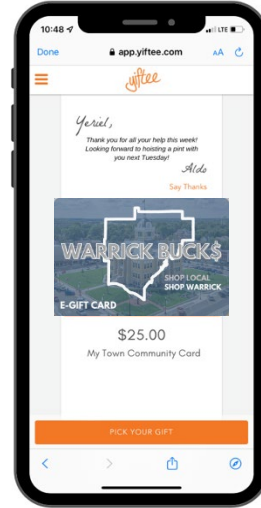 10:48
LTE
Done
app.yiftee.com
AA
yiftee
Yeriel,
Thank you for all your help this week!
Looking forward to hoisting a pint with
you next Tuesday!
Aldo
Say Thanks
WARRICK BUCK$
SHOP LOCAL
SHOP WARRICK
E-GIFT CARD
$25.00
My Town Community Card
PICK YOUR GIFT